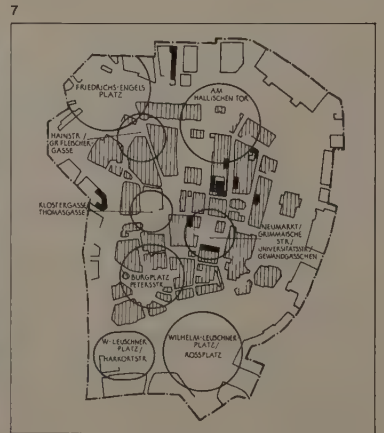 7
FRIEDRICHS-ENGELS
PLATZ
AM
HALLISCHEN TOR
HAINSTR./
GR.FLEISCHER-
GASSE
KLOSTERGASSE/
THOMASGASSE
NEUMARKT/
GRIMMAISCHE
STR./
UNIVERSITÄTSSTR./
GEWANDGÄSSCHEN
BURGPLATZ
PETERSSTR.
W.-LEUSCHNER
PLATZ/
HARKORTSTR.
WILHELM-LEUSCHNER
PLATZ/
ROSSPLATZ